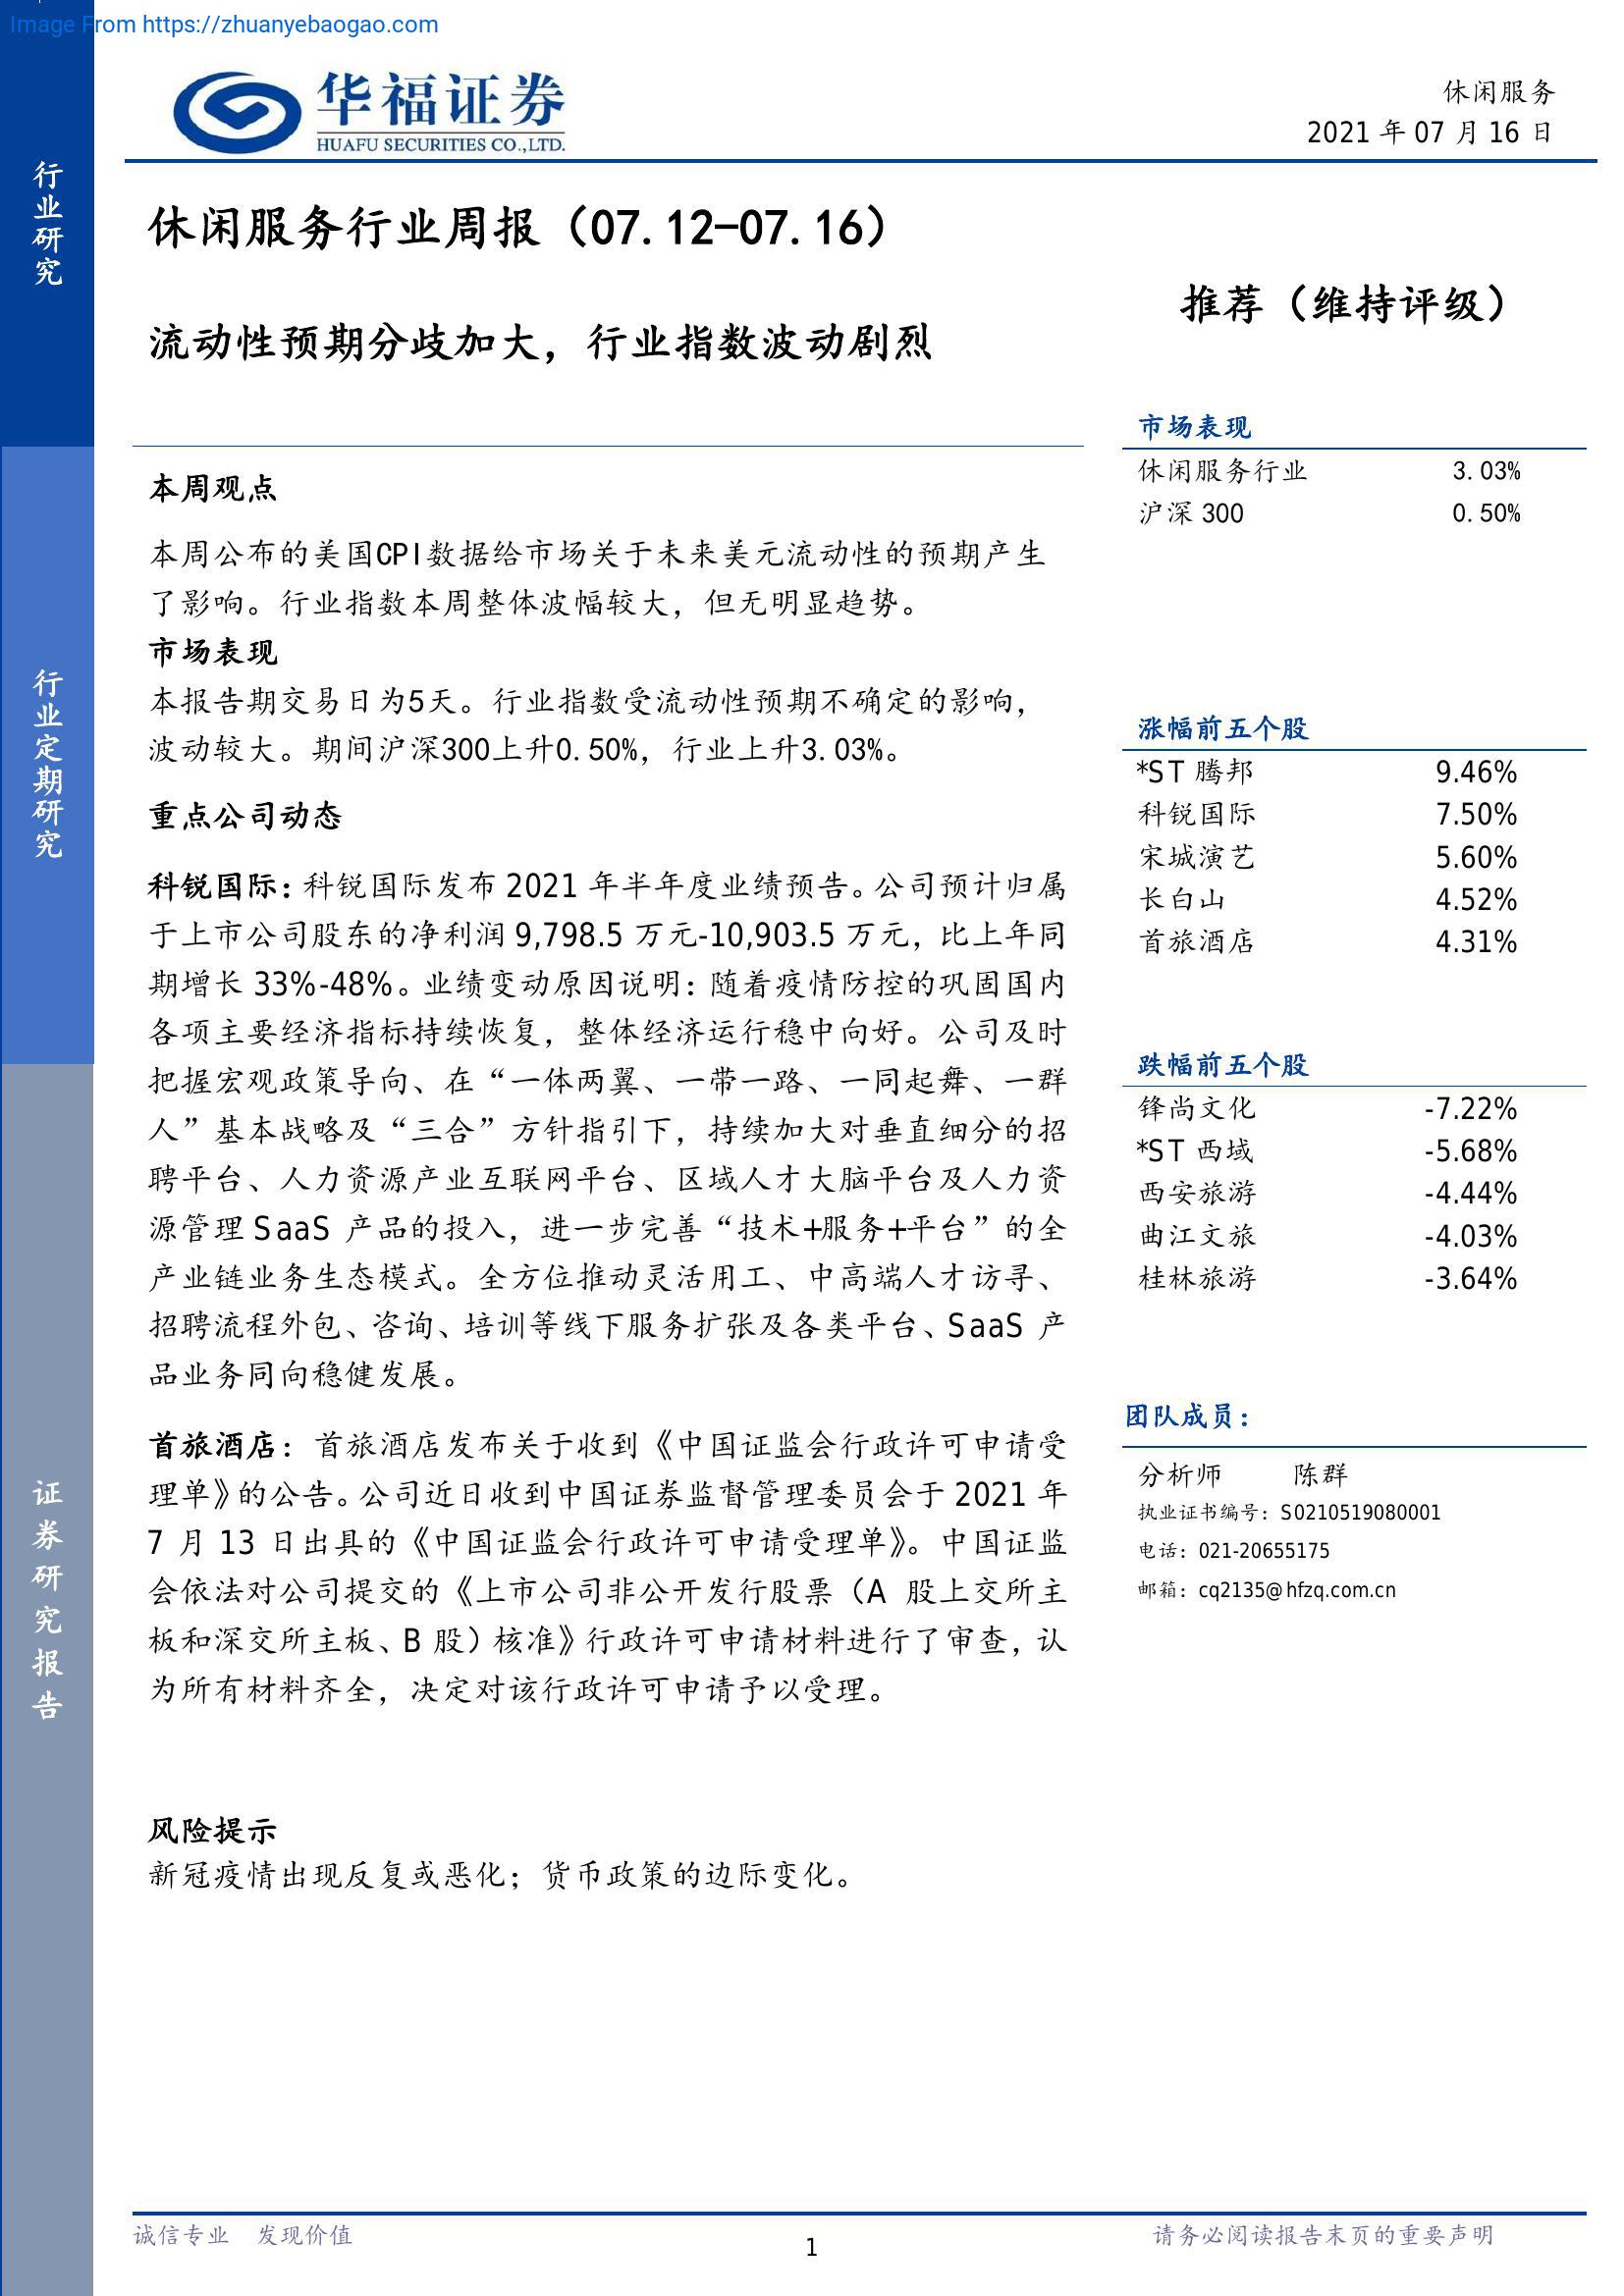 Image From https://zhuanyebaogao.com
华福证券
HUAFU SECURITIES CO.,LTD.
休闲服务
2021 年 07 月 16 日
行业研究
行业定期研究
证券研究报告
休闲服务行业周报（07.12-07.16）
流动性预期分歧加大，行业指数波动剧烈
推荐（维持评级）
本周观点
本周公布的美国CPI数据给市场关于未来美元流动性的预期产生
了影响。行业指数本周整体波幅较大，但无明显趋势。
市场表现
本报告期交易日为5天。行业指数受流动性预期不确定的影响，
波动较大。期间沪深300上升0.50%，行业上升3.03%。
重点公司动态
科锐国际：科锐国际发布 2021 年半年度业绩预告。公司预计归属
于上市公司股东的净利润 9,798.5 万元-10,903.5 万元，比上年同
期增长 33%-48%。业绩变动原因说明：随着疫情防控的巩固国内
各项主要经济指标持续恢复，整体经济运行稳中向好。公司及时
把握宏观政策导向、在“一体两翼、一带一路、一同起舞、一群
人”基本战略及“三合”方针指引下，持续加大对垂直细分的招
聘平台、人力资源产业互联网平台、区域人才大脑平台及人力资
源管理 SaaS 产品的投入，进一步完善“技术+服务+平台”的全
产业链业务生态模式。全方位推动灵活用工、中高端人才访寻、
招聘流程外包、咨询、培训等线下服务扩张及各类平台、SaaS 产
品业务同向稳健发展。
首旅酒店：首旅酒店发布关于收到《中国证监会行政许可申请受
理单》的公告。公司近日收到中国证券监督管理委员会于 2021 年
7 月 13 日出具的《中国证监会行政许可申请受理单》。中国证监
会依法对公司提交的《上市公司非公开发行股票（A 股上交所主
板和深交所主板、B 股）核准》行政许可申请材料进行了审查，认
为所有材料齐全，决定对该行政许可申请予以受理。
风险提示
新冠疫情出现反复或恶化；货币政策的边际变化。
市场表现
休闲服务行业 3.03%
沪深 300 0.50%
涨幅前五个股
*ST 腾邦 9.46%
科锐国际 7.50%
宋城演艺 5.60%
长白山 4.52%
首旅酒店 4.31%
跌幅前五个股
锋尚文化 -7.22%
*ST 西域 -5.68%
西安旅游 -4.44%
曲江文旅 -4.03%
桂林旅游 -3.64%
团队成员：
分析师 陈群
执业证书编号：S0210519080001
电话：021-20655175
邮箱：cq2135@hfzq.com.cn
诚信专业 发现价值
1
请务必阅读报告末页的重要声明